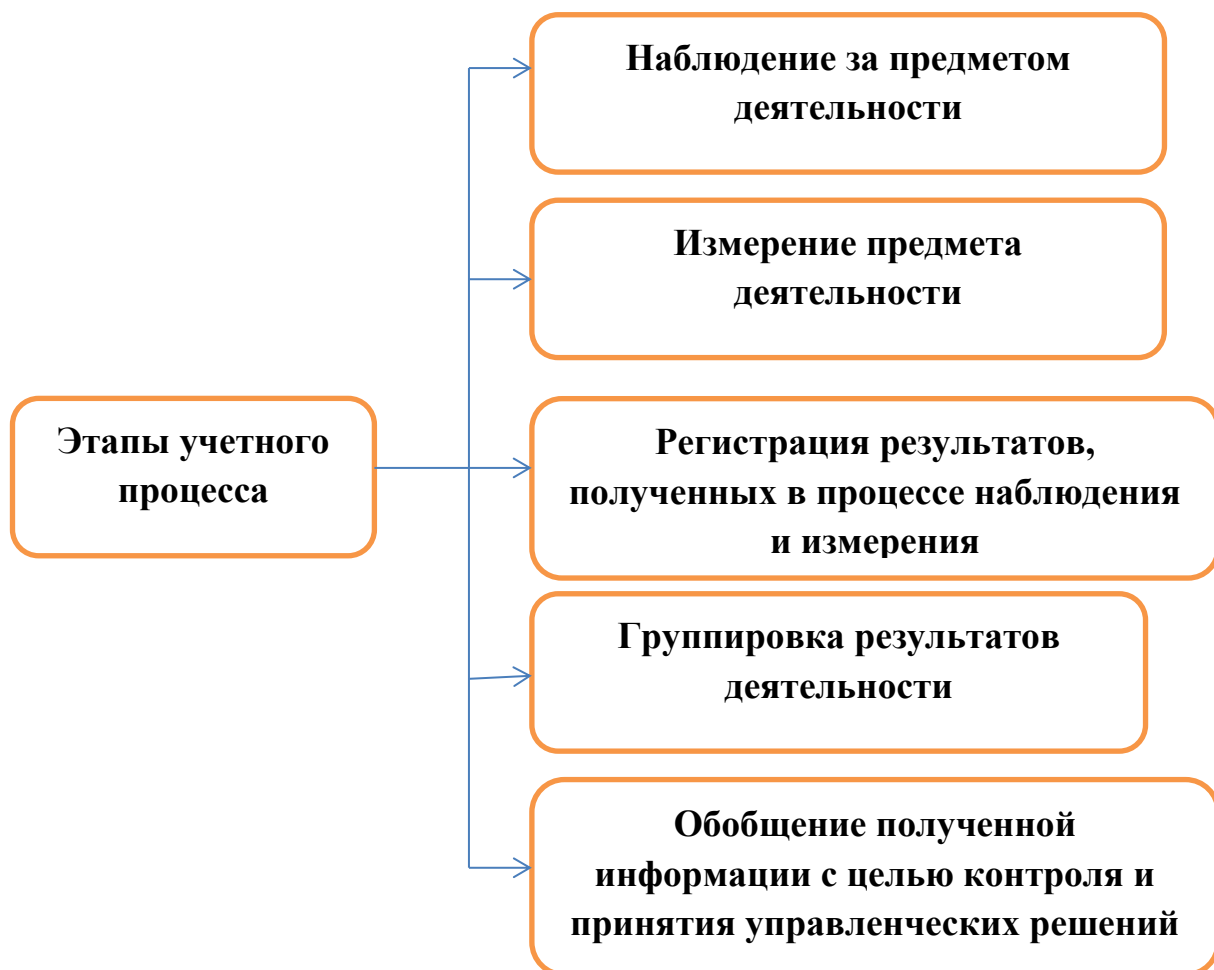 Наблюдение за предметом
деятельности
Измерение предмета
деятельности
Этапы учетного
процесса
Регистрация результатов,
полученных в процессе наблюдения
и измерения
Группировка результатов
деятельности
Обобщение полученной
информации с целью контроля и
принятия управленческих решений